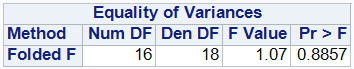 Equality of Variances
Method Num DF Den DF F Value Pr > F
Folded F 16 18 1.07 0.8857